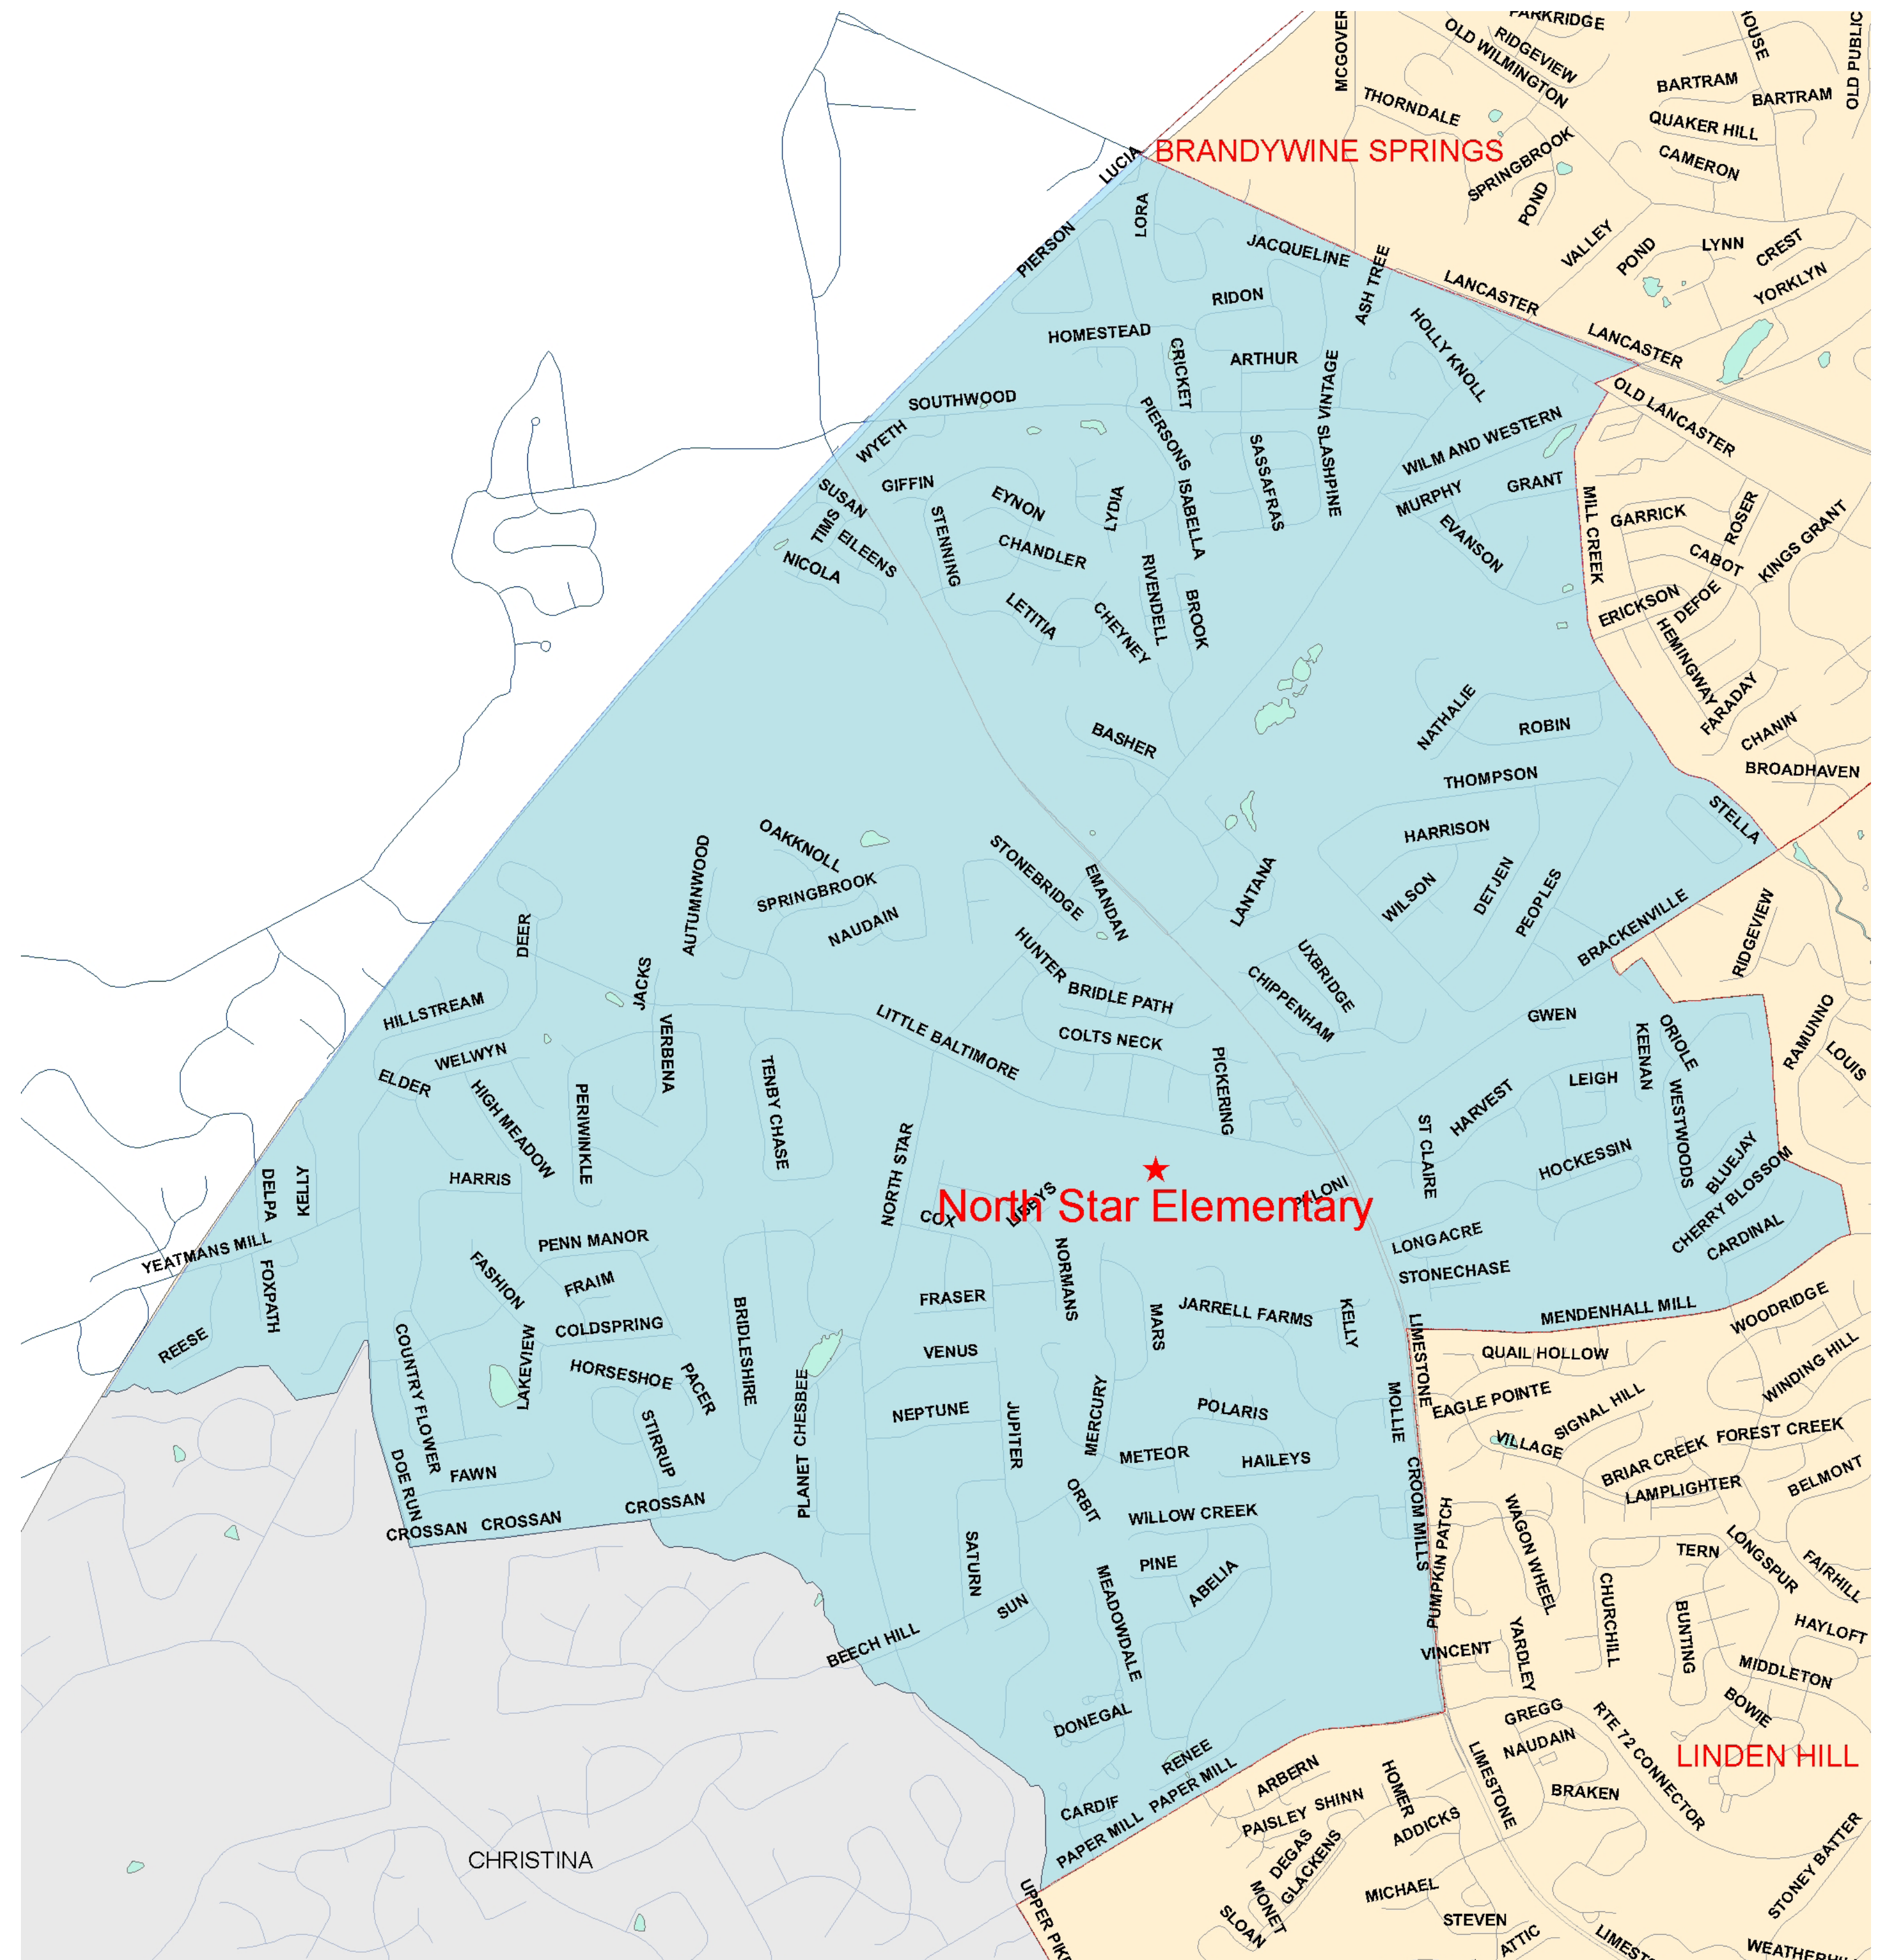 PARKRIDGE
MCGOVER
OLD WILMINGTON
RIDGEVIEW
HOUSE
OLD PUBLIC
BARTRAM
BARTRAM
THORNDALE
QUAKER HILL
BRANDYWINE SPRINGS
SPRINGBROOK
CAMERON
LUCIA
POND
LORA
PIERSON
JACQUELINE
VALLEY
POND
LYNN
CREST
ASH TREE
LANCASTER
YORKLYN
RIDON
HOMESTEAD
CRICKET
ARTHUR
HOLLY KNOLL
LANCASTER
VINTAGE
SOUTHWOOD
OLD LANCASTER
WYETH
PIERSONS
SLASHPINE
WILM AND WESTERN
SASSAFRAS
GIFFIN
SUSAN
EYNON
LYDIA
ISABELLA
MURPHY
GRANT
MILL CREEK
GARRICK
ROSER
KINGS GRANT
TIMS
EILEENS
STENNING
CHANDLER
EVANSON
CABOT
NICOLA
RIVENDELL
BROOK
ERICKSON
DEFOE
LETITIA
CHEYNEY
HEMINGWAY
FARADAY
NATHALIE
ROBIN
BASHER
CHANIN
BROADHAVEN
THOMPSON
STELLA
OAKKNOLL
HARRISON
AUTUMNWOOD
STONEBRIDGE
EMANDAN
LANTANA
SPRINGBROOK
WILSON
DETJEN
PEOPLES
NAUDAIN
BRACKENVILLE
RIDGEVIEW
DEER
HUNTER
UXBRIDGE
JACKS
BRIDLE PATH
CHIPPENHAM
HILLSTREAM
GWEN
LITTLE BALTIMORE
COLTS NECK
VERBENA
KEENAN
ORIOLE
RAMUNNO
LOUIS
WELWYN
ELDER
TENBY CHASE
PICKERING
LEIGH
HIGH MEADOW
PERIWINKLE
HARVEST
WESTWOODS
ST CLAIRE
NORTH STAR
HOCKESSIN
BLUEJAY
HARRIS
DELPA
KELLY
CHERRY BLOSSOM
North Star Elementary
COX
LIBBYS
PALONI
CARDINAL
YEATMANS MILL
PENN MANOR
LONGACRE
FOXPATH
FASHION
FRAIM
NORMANS
STONECHASE
FRASER
MARS
JARRELL FARMS
KELLY
MENDENHALL MILL
WOODRIDGE
REESE
COUNTRY FLOWER
LAKEVIEW
COLDSPRING
BRIDLESHIRE
VENUS
LIMESTONE
QUAIL HOLLOW
WINDING HILL
HORSESHOE
PACER
CHESBEE
MERCURY
EAGLE POINTE
NEPTUNE
JUPITER
POLARIS
MOLLIE
SIGNAL HILL
STIRRUP
VILLAGE
FOREST CREEK
DOE RUN
FAWN
PLANET
METEOR
HAILEYS
BRIAR CREEK
BELMONT
LAMPLIGHTER
CROSSAN
CROSSAN
CROSSAN
ORBIT
WILLOW CREEK
CROOM MILLS
PUMPKIN PATCH
WAGON WHEEL
SATURN
PINE
ABELIA
TERN
LONGSPUR
FAIRHILL
MEADOWDALE
SUN
CHURCHILL
BUNTING
HAYLOFT
BEECH HILL
VINCENT
YARDLEY
MIDDLETON
DONEGAL
GREGG
BOWIE
RENEE
NAUDAIN
RTE 72 CONNECTOR
LINDEN HILL
PAPER MILL
ARBERN
HOMER
LIMESTONE
BRAKEN
CARDIF
PAPER MILL
PAISLEY
SHINN
ADDICKS
CHRISTINA
DEGAS
GLACKENS
STONEY BATTER
UPPER PIKE
MONET
MICHAEL
SLOAN
STEVEN
ATTIC
LIMEST
WEATHERHI